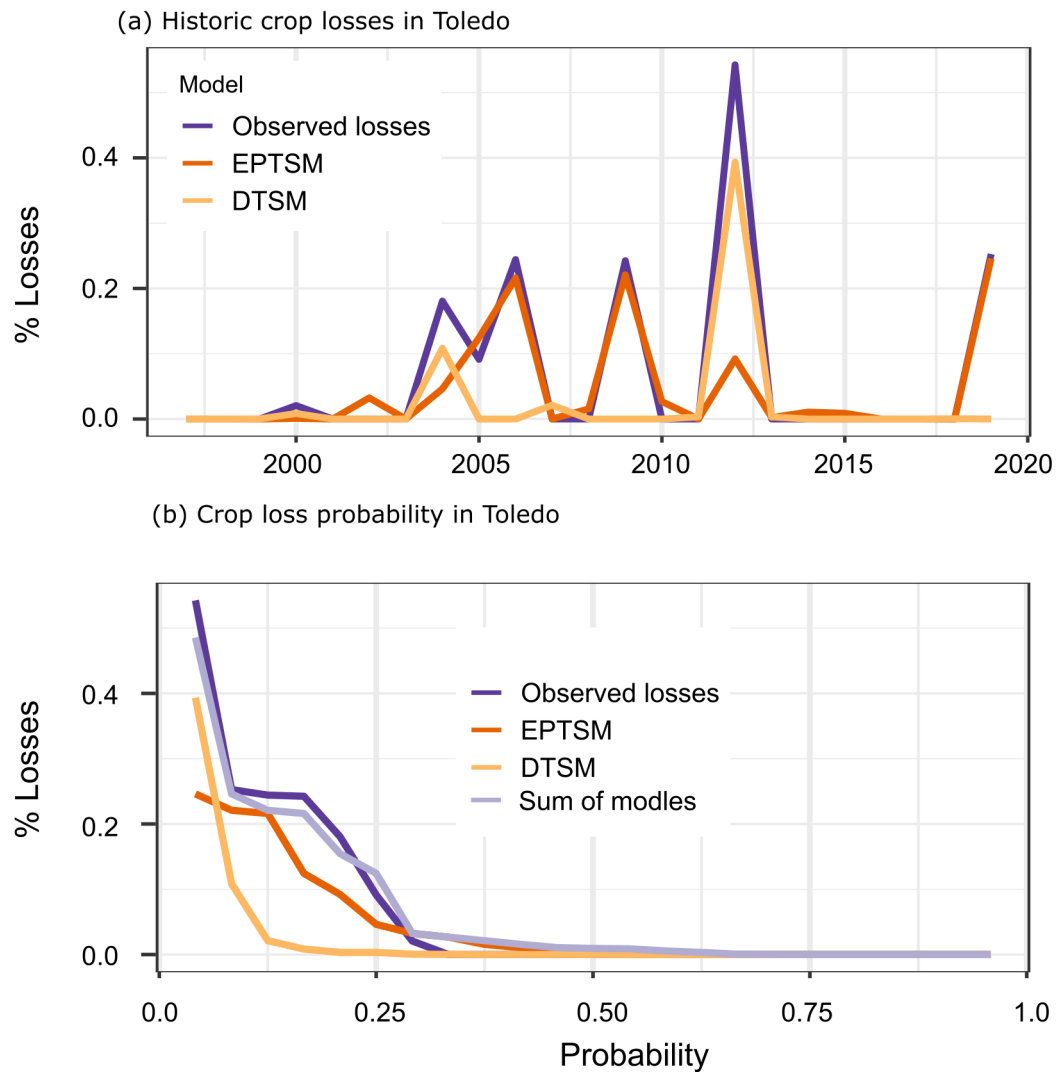 (a) Historic crop losses in Toledo
Model
Observed losses
EPTSM
DTSM
% Losses
0.4
0.2
0.0
2000 2005 2010 2015 2020
(b) Crop loss probability in Toledo
Observed losses
EPTSM
DTSM
Sum of modles
% Losses
0.4
0.2
0.0
0.0 0.25 0.50 0.75 1.0
Probability